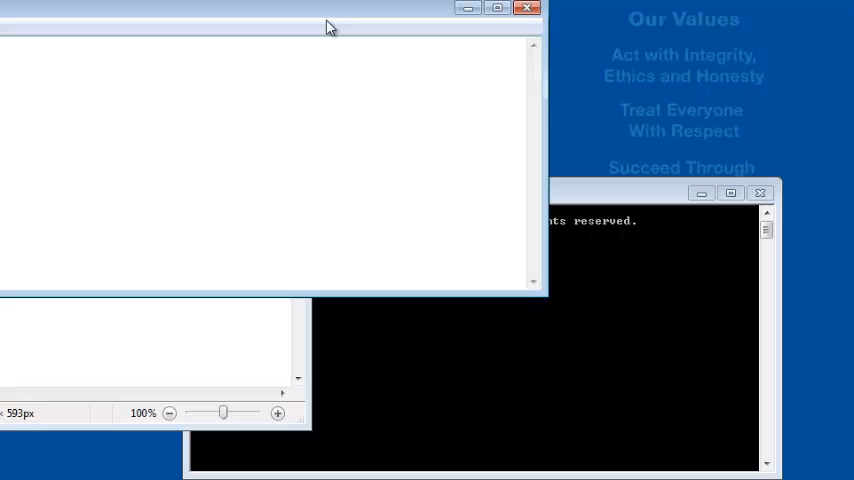 Our Values
Act with Integrity,
Ethics and Honesty
Treat Everyone
With Respect
Succeed Through
nts reserved.
593px
100%